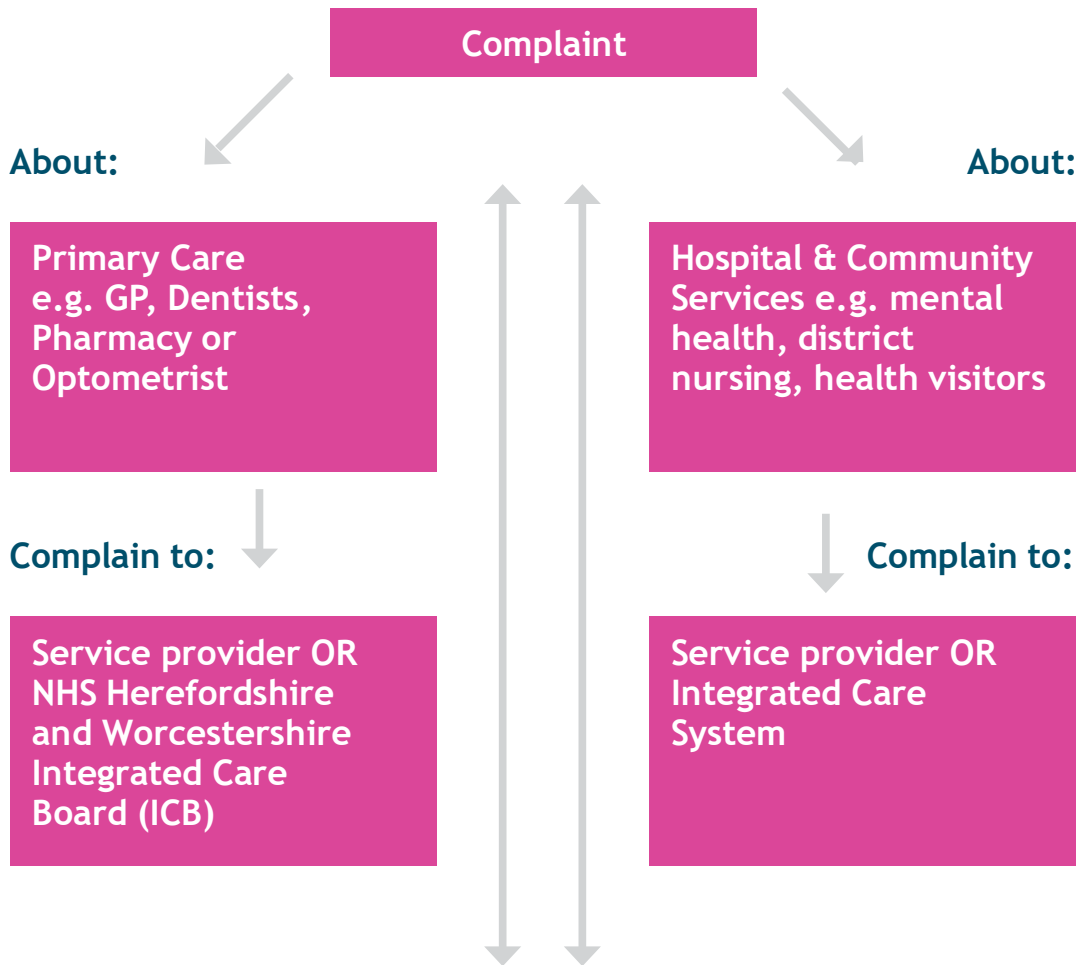 Complaint
About:
Primary Care
e.g. GP, Dentists,
Pharmacy or
Optometrist
Complain to:
Service provider OR
NHS Herefordshire
and Worcestershire
Integrated Care
Board (ICB)
About:
Hospital & Community
Services e.g. mental
health, district
nursing, health visitors
Complain to:
Service provider OR
Integrated Care
System